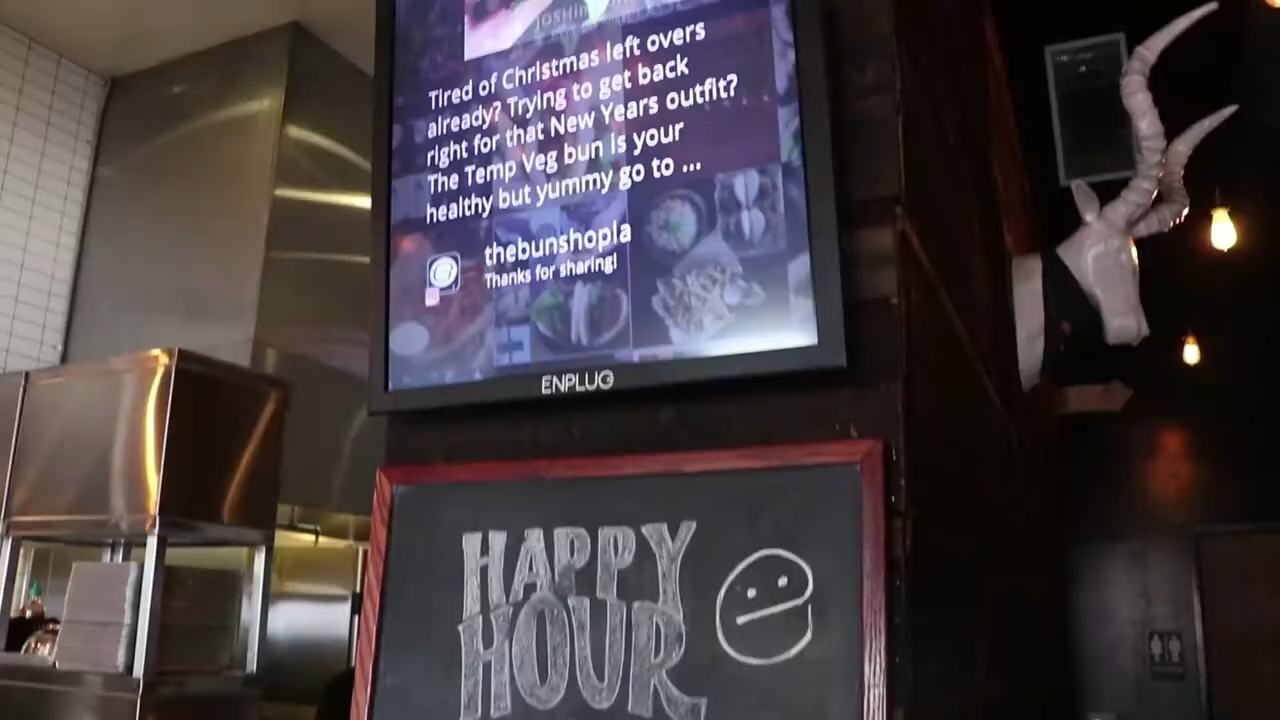 Tired of Christmas left overs
already? Trying to get back
right for that New Years outfit?
The Temp Veg bun is your
healthy but yummy go to ...
thebunshopla
Thanks for sharing!
ENPLUG
HAPPY
HOUR